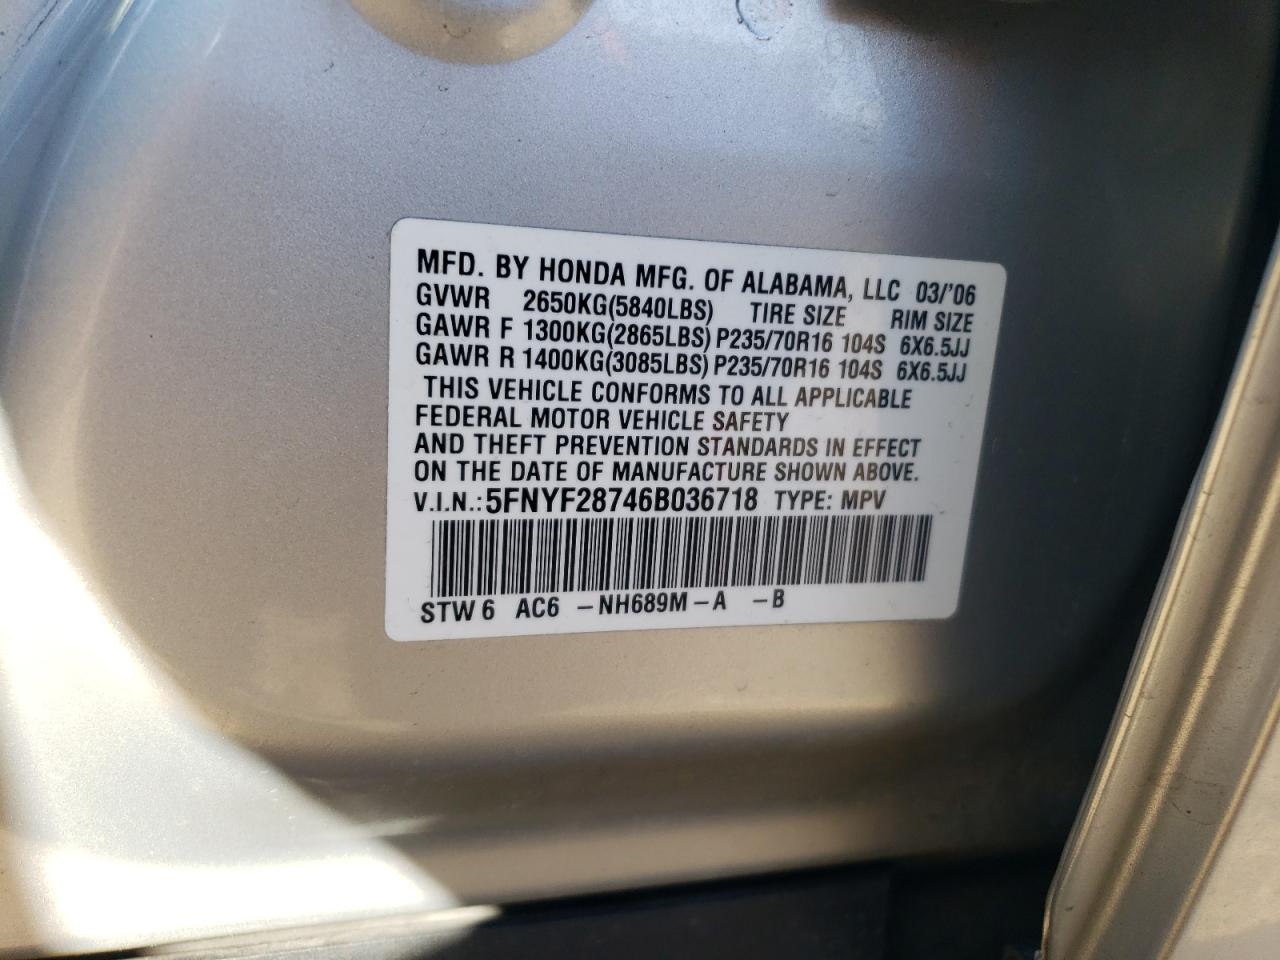 MFD. BY HONDA MFG. OF ALABAMA, LLC 03/'06
GVWR 2650KG(5840LBS) TIRE SIZE RIM SIZE
GAWR F 1300KG(2865LBS) P235/70R16 104S 6X6.5JJ
GAWR R 1400KG(3085LBS) P235/70R16 104S 6X6.5JJ
THIS VEHICLE CONFORMS TO ALL APPLICABLE
FEDERAL MOTOR VEHICLE SAFETY
AND THEFT PREVENTION STANDARDS IN EFFECT
ON THE DATE OF MANUFACTURE SHOWN ABOVE.
V.I.N.: 5FNYF28746B036718 TYPE: MPV
STW 6 AC6 –NH689M–A –B